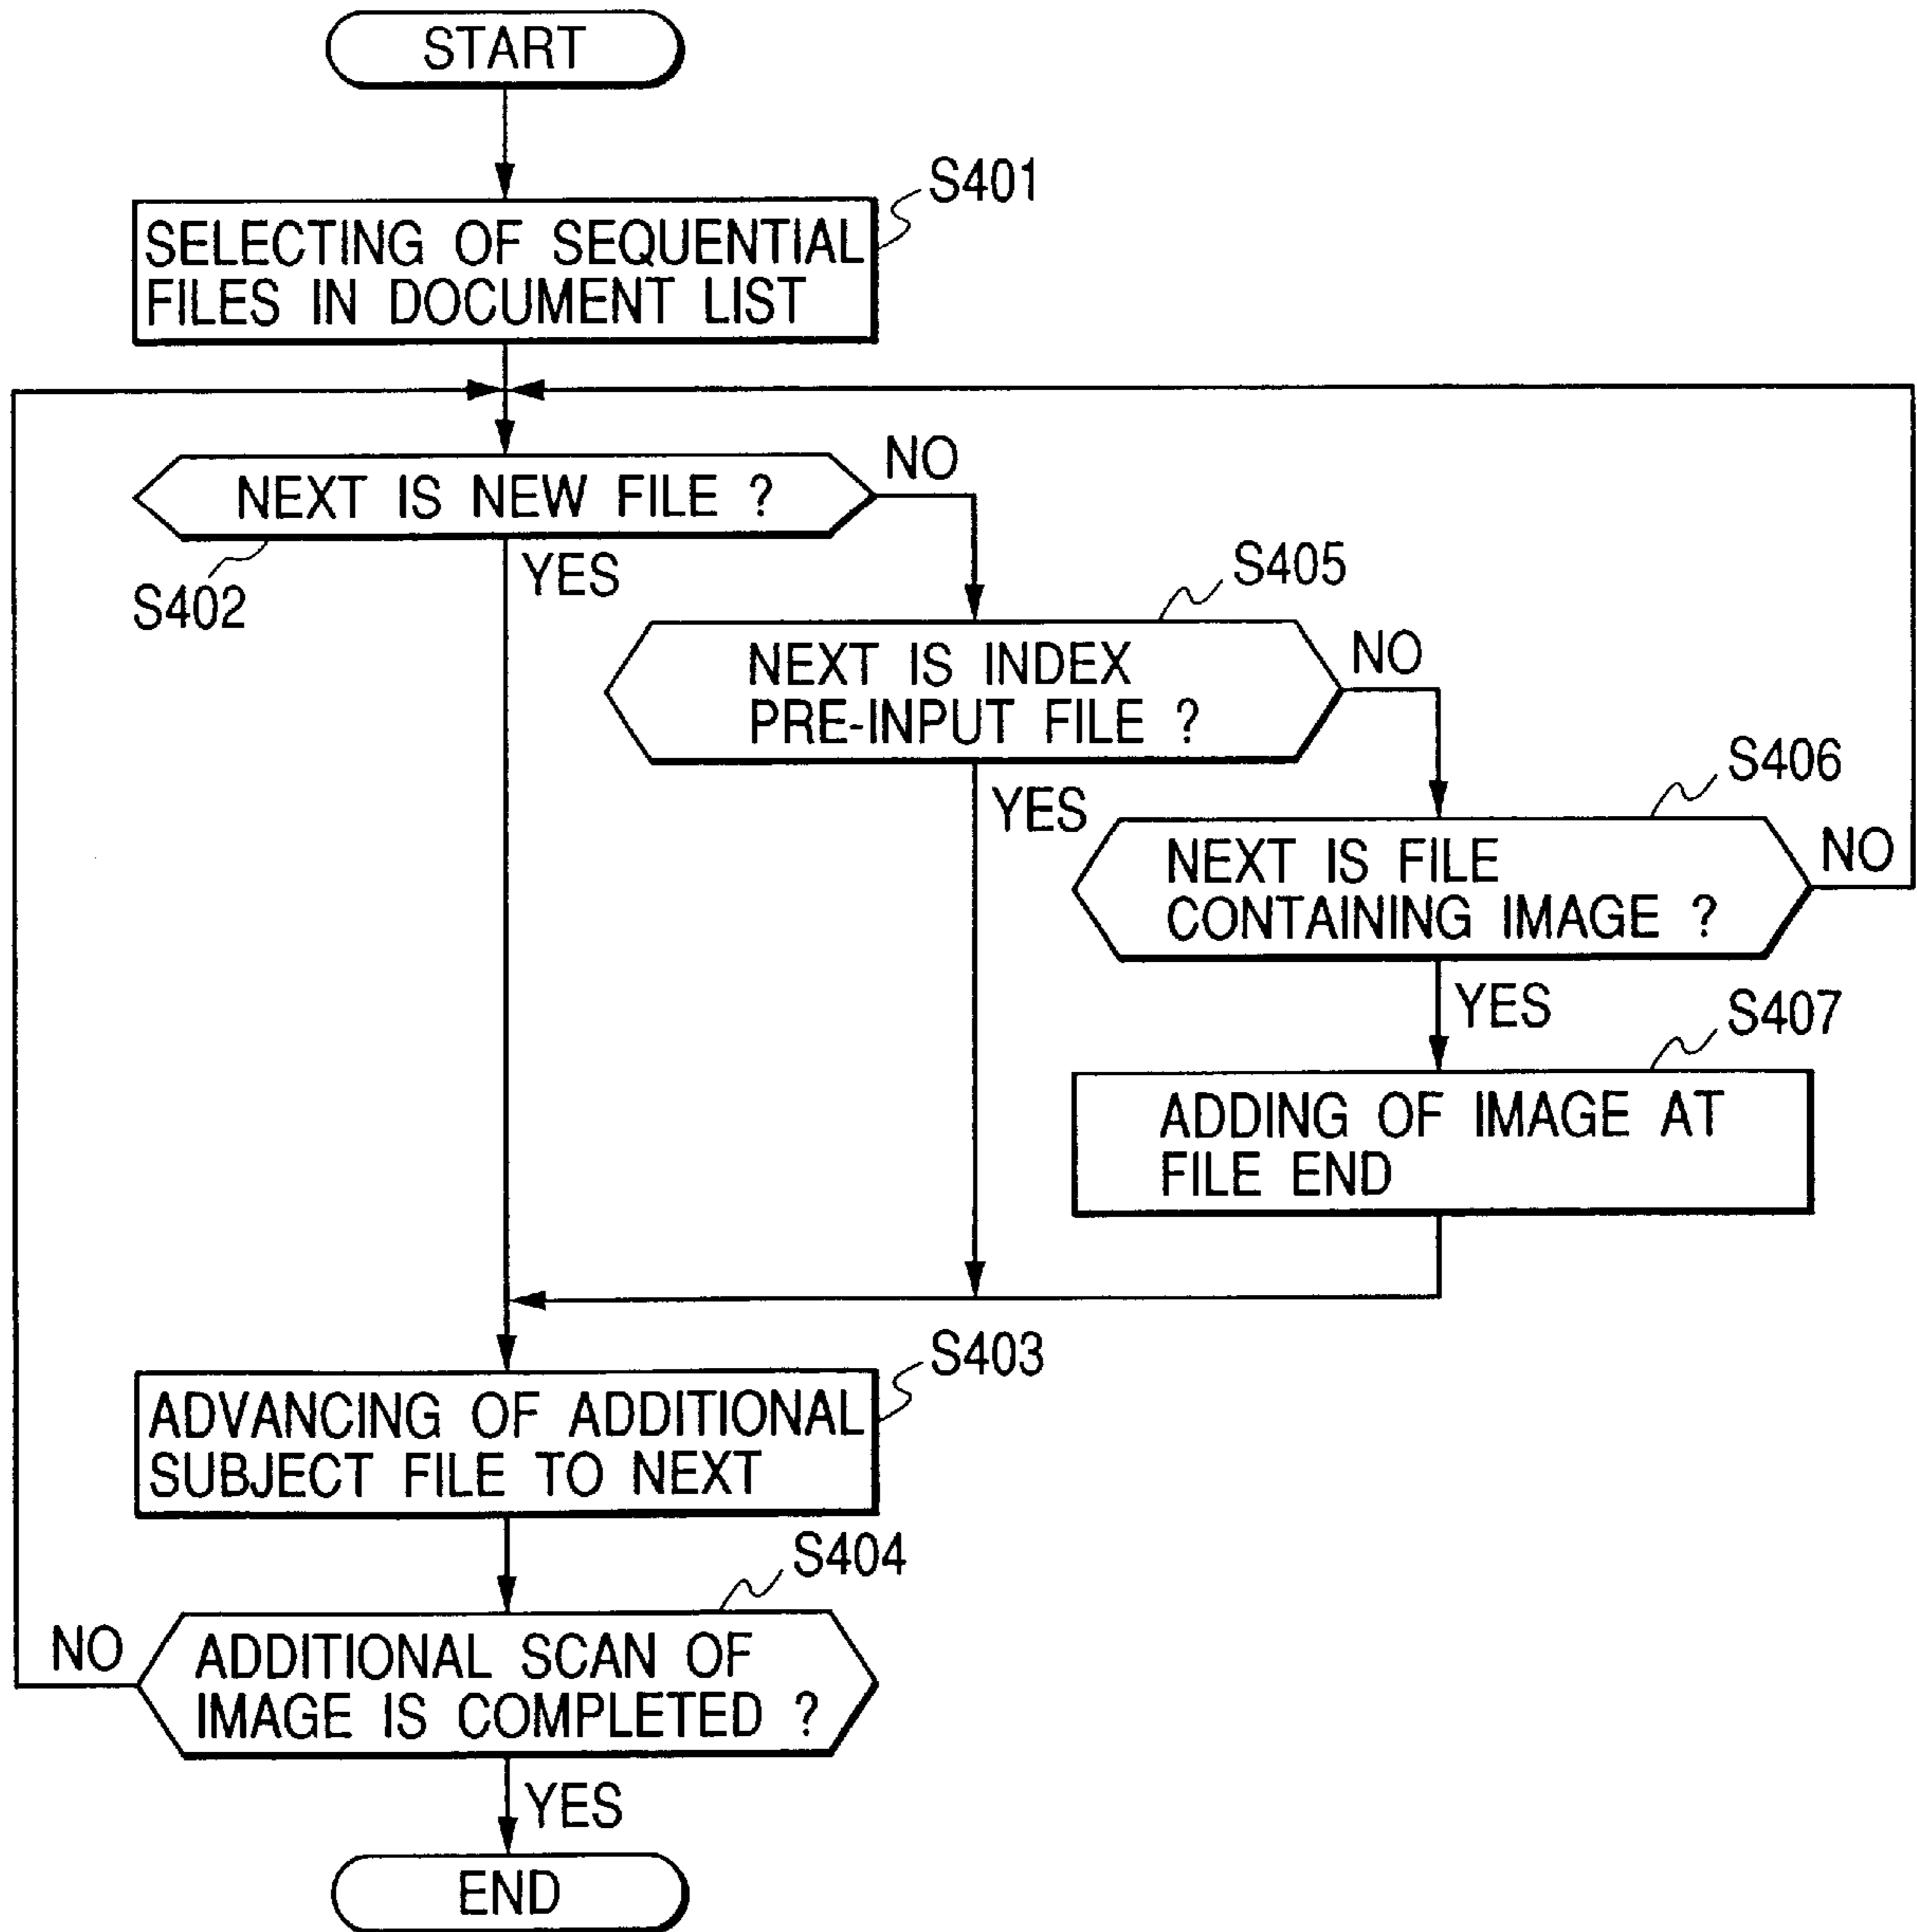 START
S401
SELECTING OF SEQUENTIAL
FILES IN DOCUMENT LIST
NO
NEXT IS NEW FILE ?
YES
S402
S405
NEXT IS INDEX
PRE-INPUT FILE ?
NO
YES
S406
NEXT IS FILE
CONTAINING IMAGE ?
NO
YES
S407
ADDING OF IMAGE AT
FILE END
S403
ADVANCING OF ADDITIONAL
SUBJECT FILE TO NEXT
S404
NO
ADDITIONAL SCAN OF
IMAGE IS COMPLETED ?
YES
END